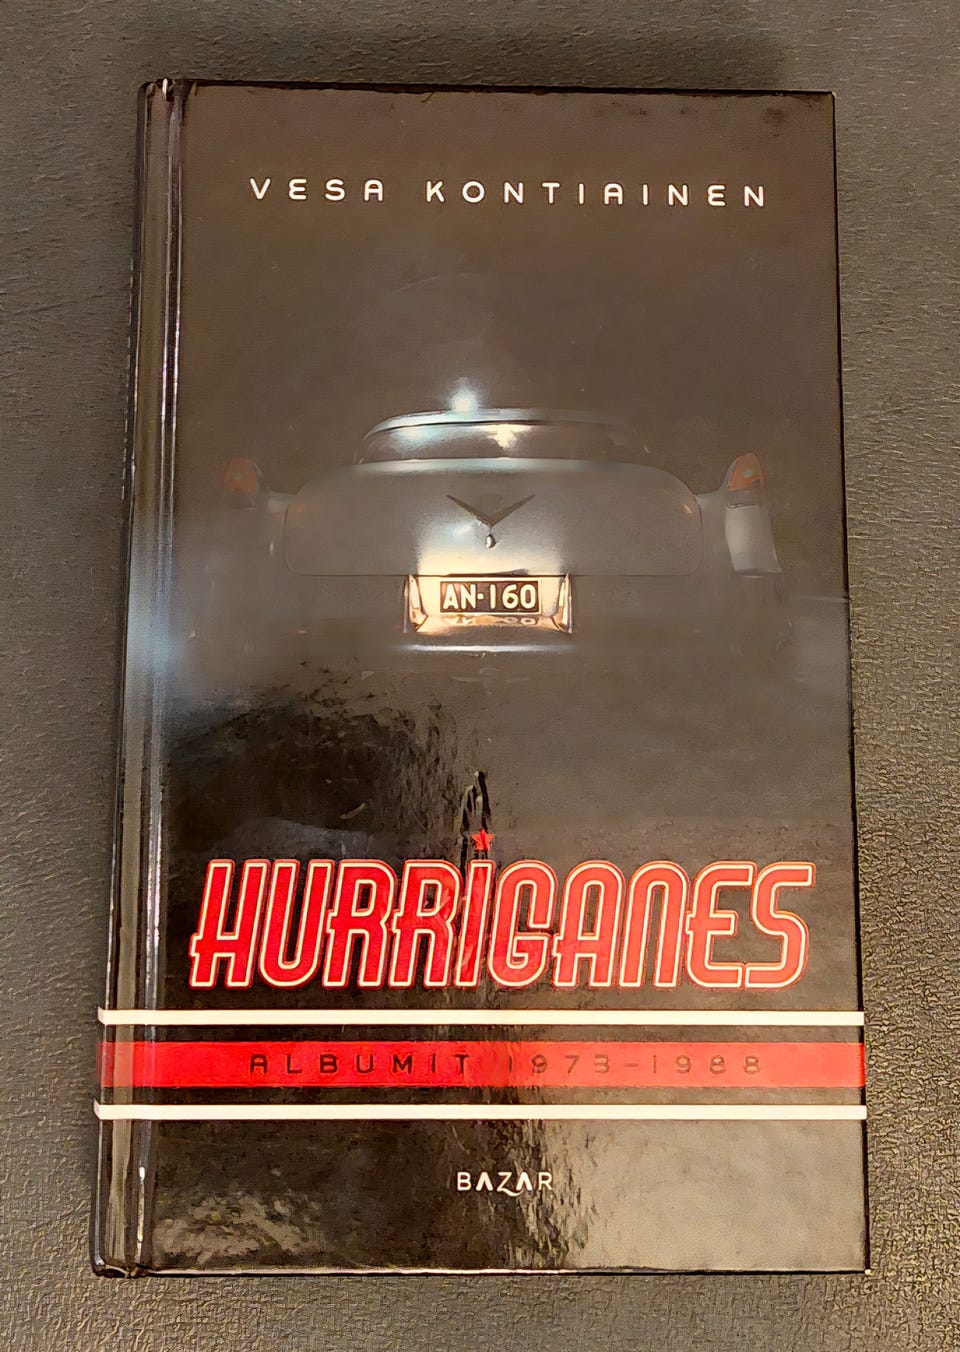 VESA KONTIAINEN
AN-160
HURRIGANES
ALBUMIT 1973-1988
BAZAR